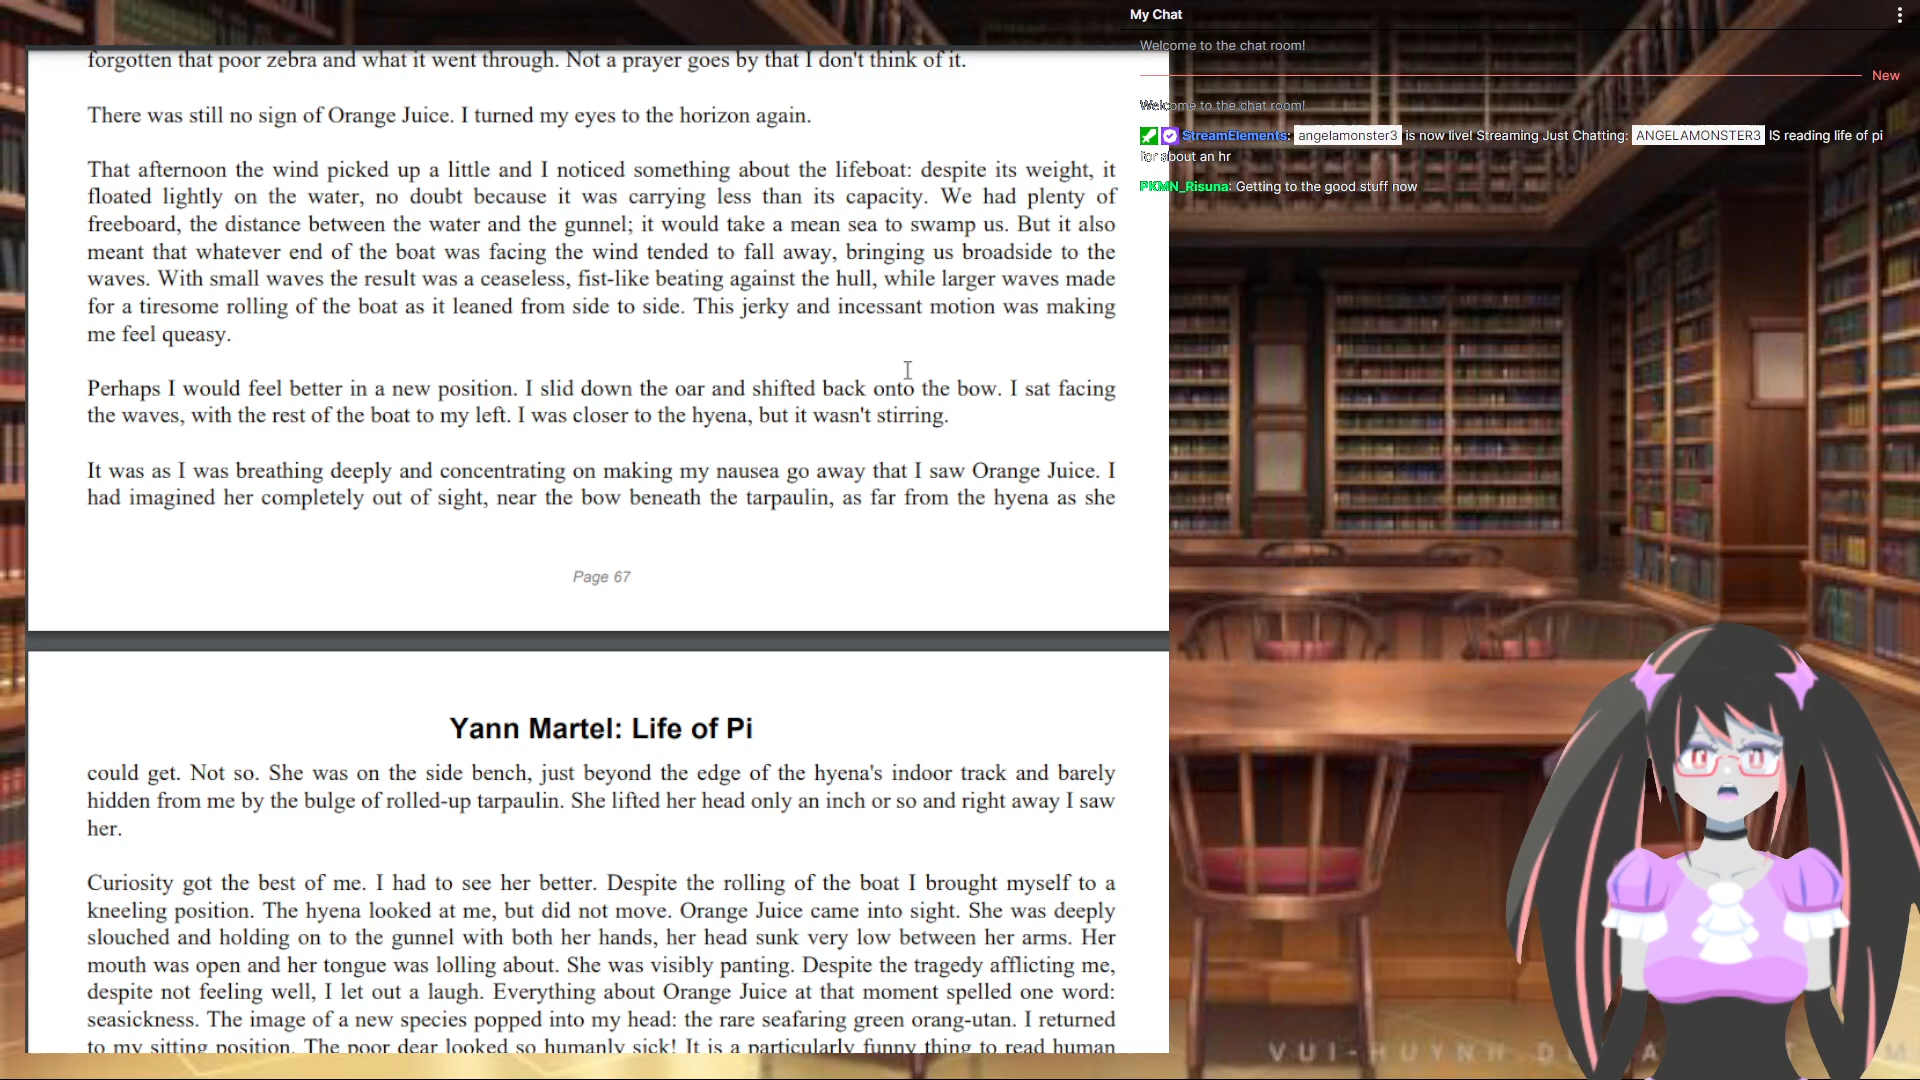 forgotten that poor zebra and what it went through. Not a prayer goes by that I don't think of it.
There was still no sign of Orange Juice. I turned my eyes to the horizon again.
That afternoon the wind picked up a little and I noticed something about the lifeboat: despite its weight, it
floated lightly on the water, no doubt because it was carrying less than its capacity. We had plenty of
freeboard, the distance between the water and the gunnel; it would take a mean sea to swamp us. But it also
meant that whatever end of the boat was facing the wind tended to fall away, bringing us broadside to the
waves. With small waves the result was a ceaseless, fist-like beating against the hull, while larger waves made
for a tiresome rolling of the boat as it leaned from side to side. This jerky and incessant motion was making
me feel queasy.
Perhaps I would feel better in a new position. I slid down the oar and shifted back onto the bow. I sat facing
the waves, with the rest of the boat to my left. I was closer to the hyena, but it wasn't stirring.
It was as I was breathing deeply and concentrating on making my nausea go away that I saw Orange Juice. I
had imagined her completely out of sight, near the bow beneath the tarpaulin, as far from the hyena as she
Page 67
Yann Martel: Life of Pi
could get. Not so. She was on the side bench, just beyond the edge of the hyena's indoor track and barely
hidden from me by the bulge of rolled-up tarpaulin. She lifted her head only an inch or so and right away I saw
her.
Curiosity got the best of me. I had to see her better. Despite the rolling of the boat I brought myself to a
kneeling position. The hyena looked at me, but did not move. Orange Juice came into sight. She was deeply
slouched and holding on to the gunnel with both her hands, her head sunk very low between her arms. Her
mouth was open and her tongue was lolling about. She was visibly panting. Despite the tragedy afflicting me,
despite not feeling well, I let out a laugh. Everything about Orange Juice at that moment spelled one word:
seasickness. The image of a new species popped into my head: the rare seafaring green orang-utan. I returned
to my sitting position. The poor dear looked so humanly sick! It is a particularly funny thing to read human
My Chat
Welcome to the chat room!
New
Welcome to the chat room!
StreamElements: angelamonster3 is now live! Streaming Just Chatting: ANGELAMONSTER3 IS reading life of pi
for about an hr
PKMN_Risuna: Getting to the good stuff now
VUI-HUYNH.D